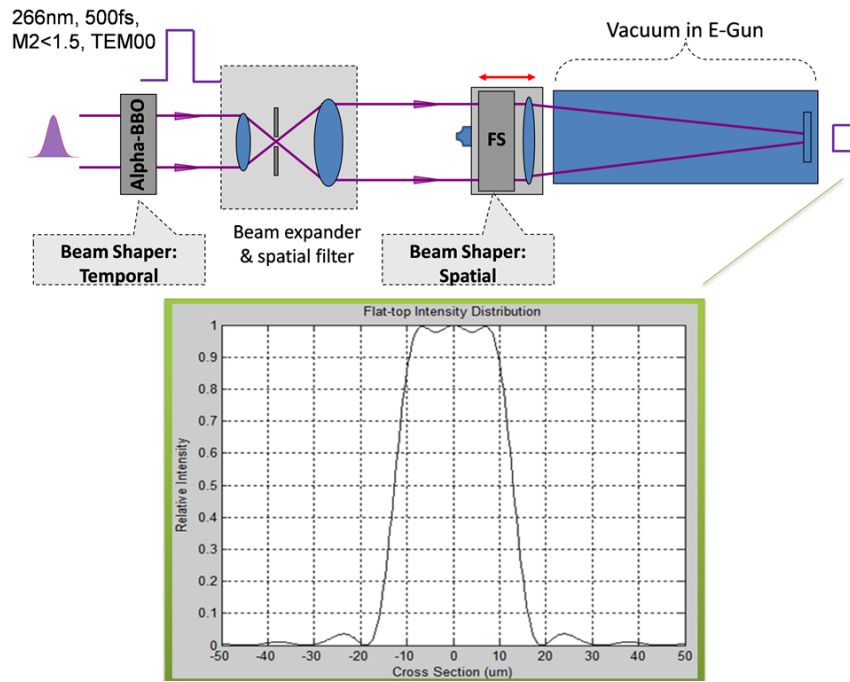 266nm, 500fs,
M2<1.5, TEM00
Vacuum in E-Gun
Alpha-BBO
FS
Beam expander
& spatial filter
Beam Shaper:
Temporal
Beam Shaper:
Spatial
Flat-top Intensity Distribution
Relative Intensity
1
0.9
0.8
0.7
0.6
0.5
0.4
0.3
0.2
0.1
0
-50 -40 -30 -20 -10 0 10 20 30 40 50
Cross Section (um)